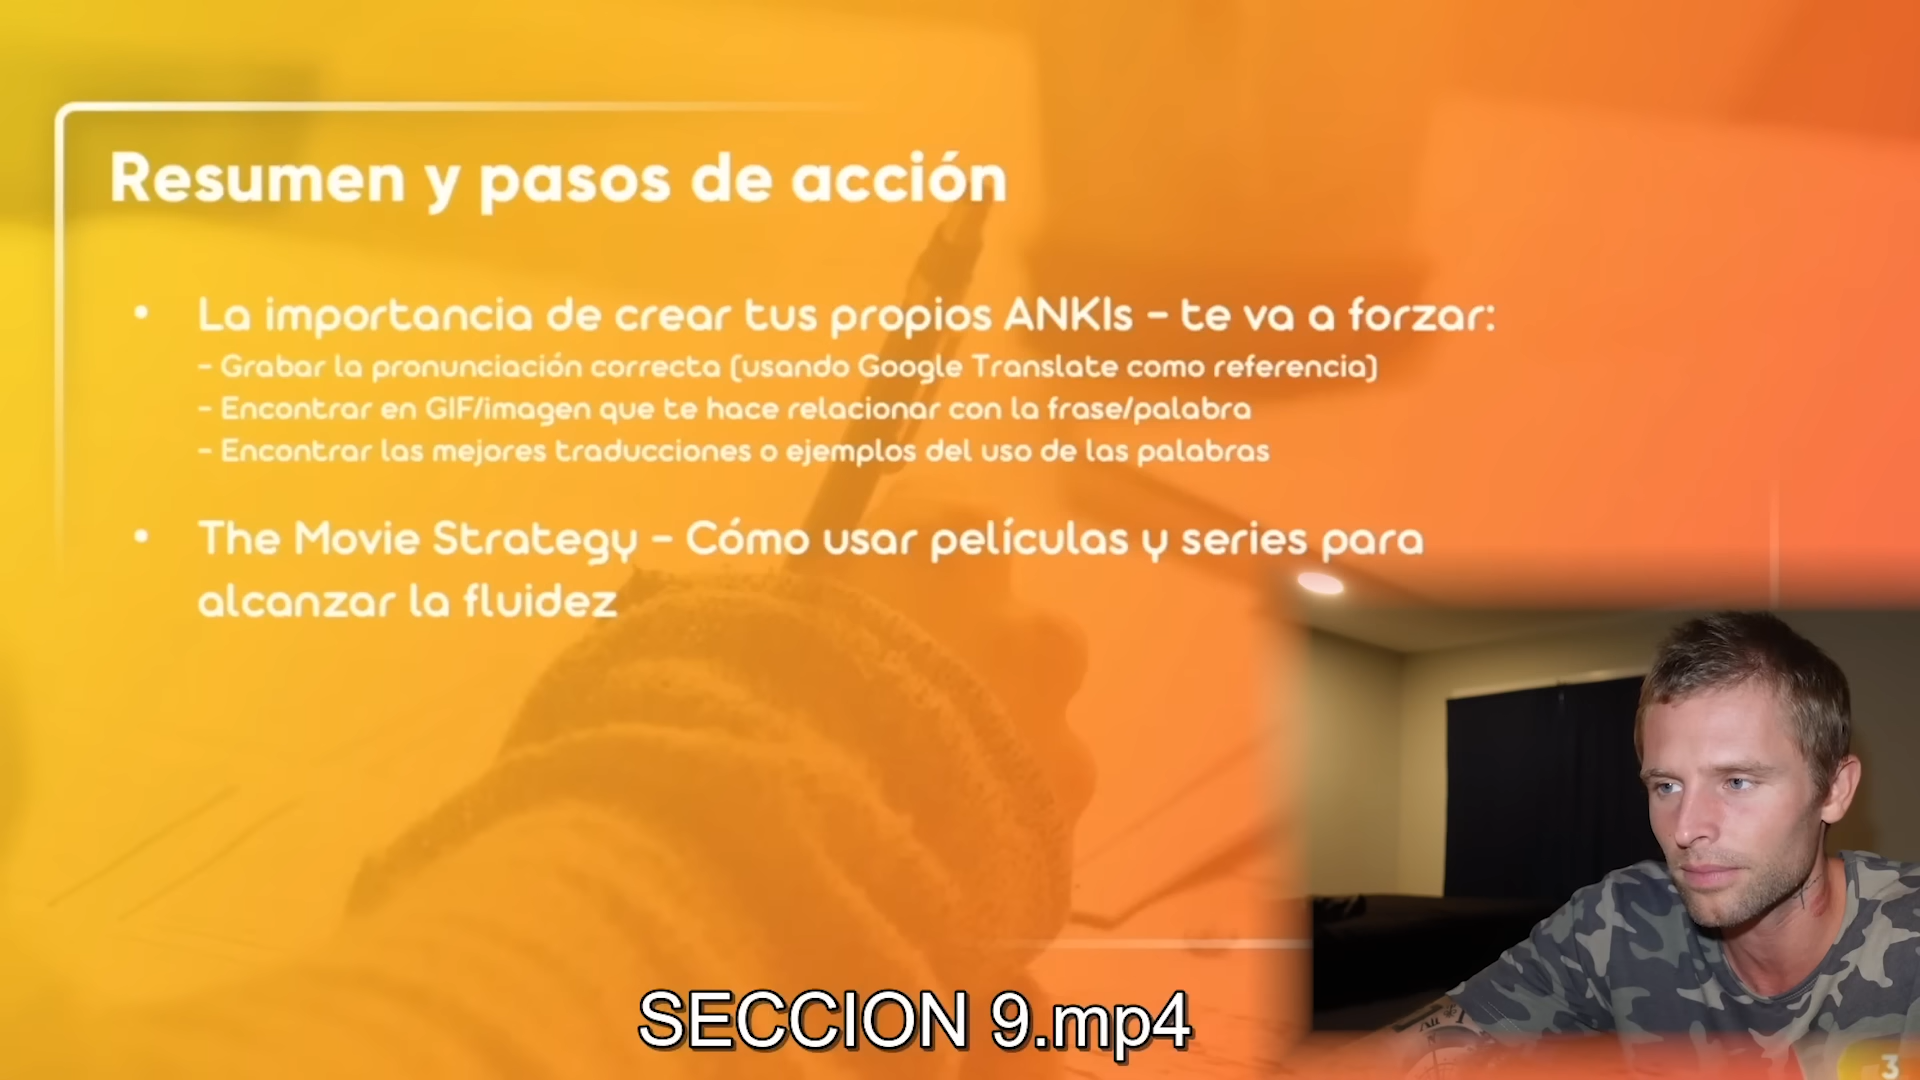 Resumen y pasos de acción
• La importancia de crear tus propios ANKIs – te va a forzar:
– Grabar la pronunciación correcta (usando Google Translate como referencia)
– Encontrar en GIF/imagen que te hace relacionar con la frase/palabra
– Encontrar las mejores traducciones o ejemplos del uso de las palabras
• The Movie Strategy – Cómo usar películas y series para
alcanzar la fluidez
SECCION 9.mp4
3